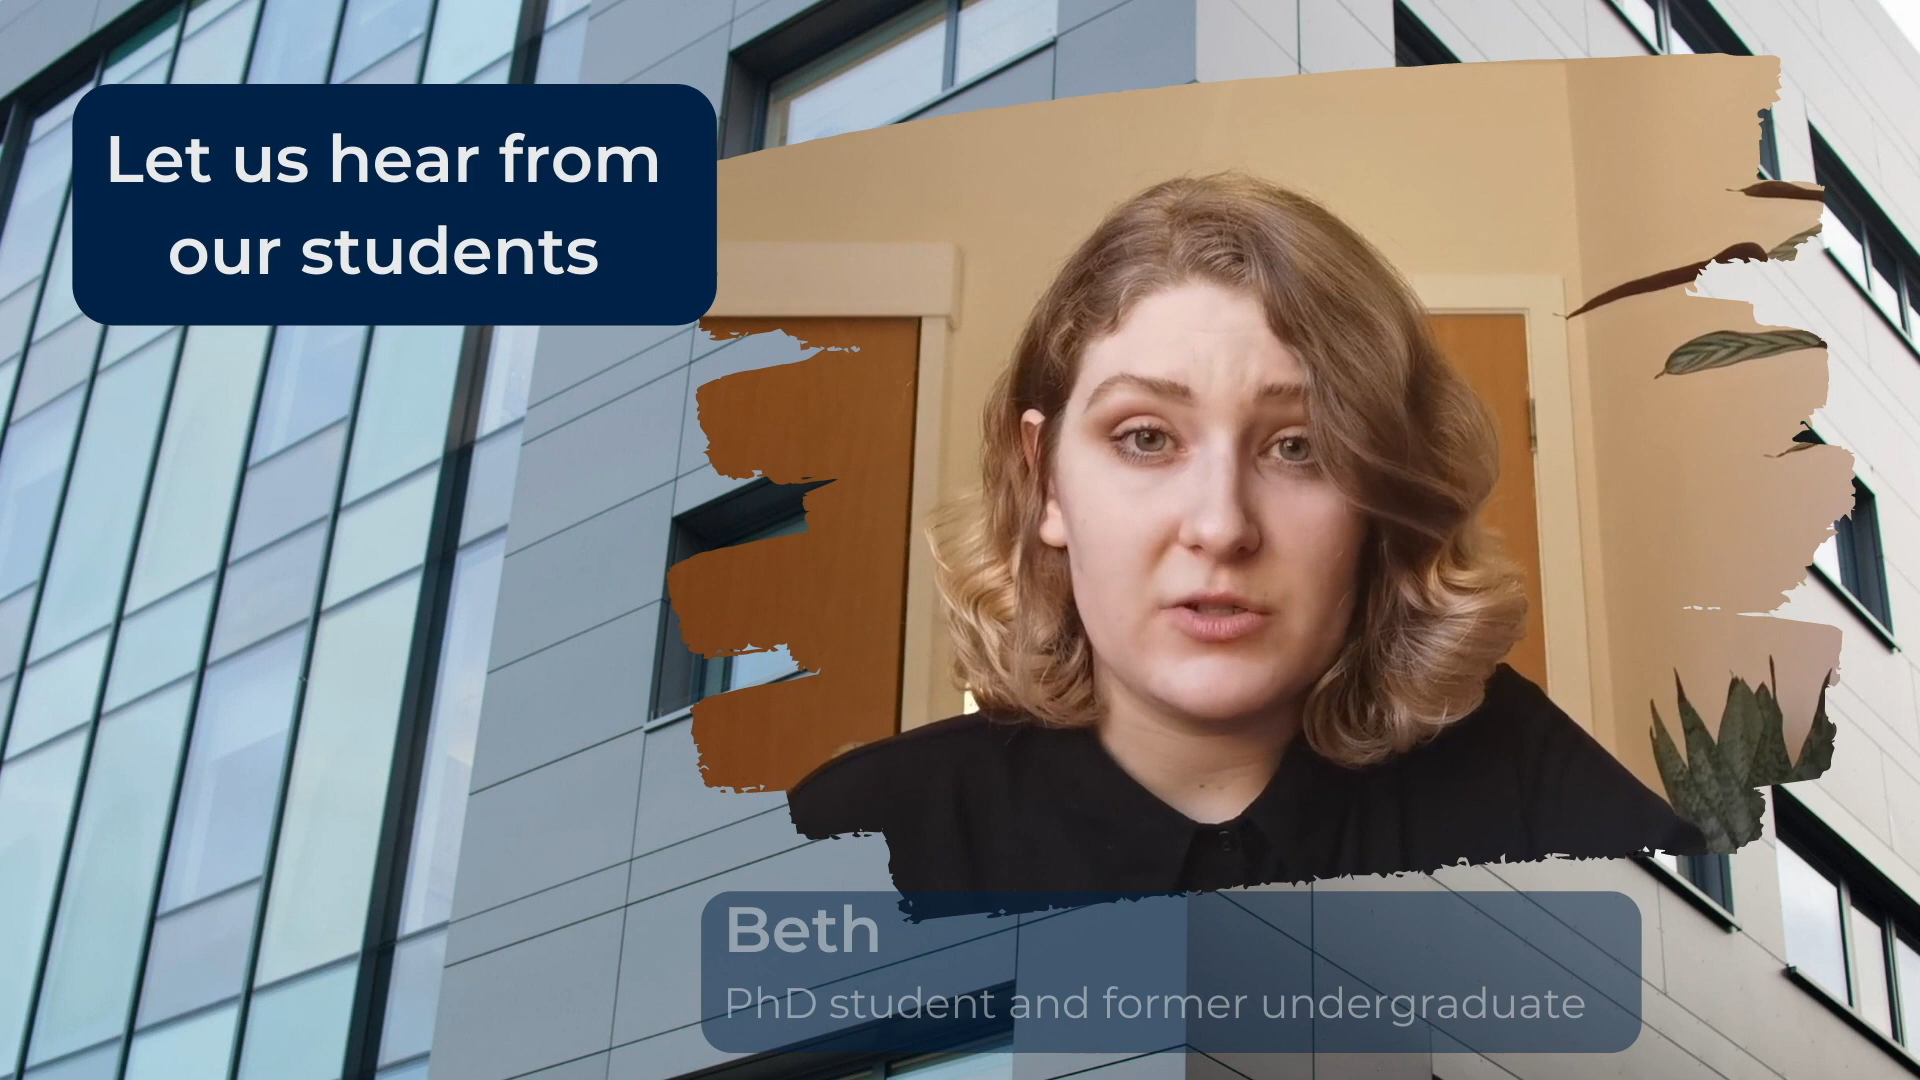 Let us hear from
our students
Beth
PhD student and former undergraduate